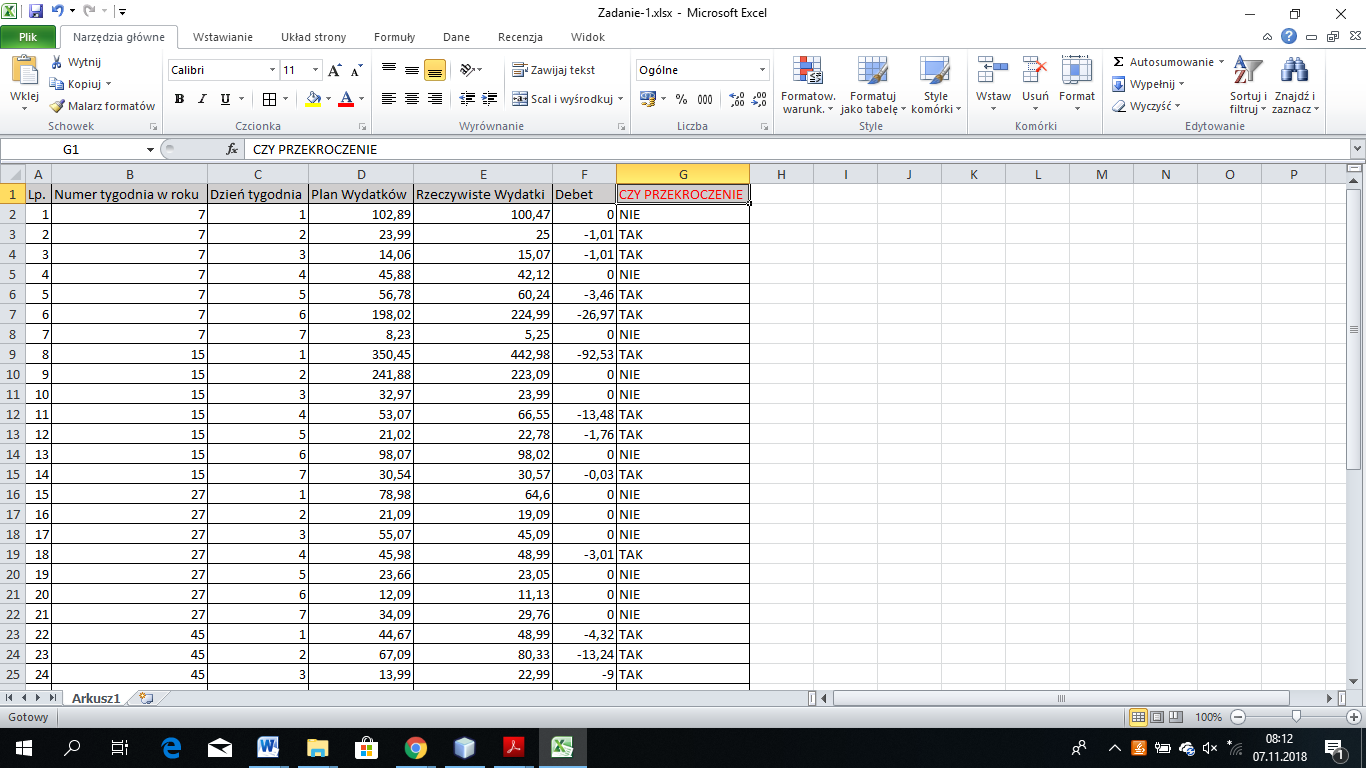 Zadanie-1.xlsx - Microsoft Excel
Plik Narzędzia główne Wstawianie Układ strony Formuły Dane Recenzja Widok
Wklej
Wytnij
Kopiuj
Malarz formatów
Schowek
Calibri 11
B I U
Czcionka
Zawijaj tekst
Scal i wyśrodkuj
Wyrównanie
Ogólne
% 000
Liczba
Formatow. warunk.
Formatuj jako tabelę
Style komórki
Style
Wstaw Usuń Format
Komórki
Σ Autosumowanie
Wypełnij
Wyczyść
Sortuj i filtruj
Znajdź i zaznacz
Edytowanie
G1 fx CZY PRZEKROCZENIE
A B C D E F G H I J K L M N O P
1 Lp. Numer tygodnia w roku Dzień tygodnia Plan Wydatków Rzeczywiste Wydatki Debet CZY PRZEKROCZENIE
2 1 7 1 102,89 100,47 0 NIE
3 2 7 2 23,99 25 -1,01 TAK
4 3 7 3 14,06 15,07 -1,01 TAK
5 4 7 4 45,88 42,12 0 NIE
6 5 7 5 56,78 60,24 -3,46 TAK
7 6 7 6 198,02 224,99 -26,97 TAK
8 7 7 7 8,23 5,25 0 NIE
9 8 15 1 350,45 442,98 -92,53 TAK
10 9 15 2 241,88 223,09 0 NIE
11 10 15 3 32,97 23,99 0 NIE
12 11 15 4 53,07 66,55 -13,48 TAK
13 12 15 5 21,02 22,78 -1,76 TAK
14 13 15 6 98,07 98,02 0 NIE
15 14 15 7 30,54 30,57 -0,03 TAK
16 15 27 1 78,98 64,6 0 NIE
17 16 27 2 21,09 19,09 0 NIE
18 17 27 3 55,07 45,09 0 NIE
19 18 27 4 45,98 48,99 -3,01 TAK
20 19 27 5 23,66 23,05 0 NIE
21 20 27 6 12,09 11,13 0 NIE
22 21 27 7 34,09 29,76 0 NIE
23 22 45 1 44,67 48,99 -4,32 TAK
24 23 45 2 67,09 80,33 -13,24 TAK
25 24 45 3 13,99 22,99 -9 TAK
Arkusz1
Gotowy 100%
08:12
07.11.2018
1